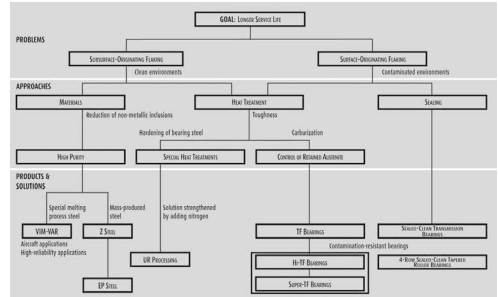 GOAL: LONGER SERVICE LIFE
PROBLEMS
SUBSURFACE-ORIGINATING FLAKING
SURFACE-ORIGINATING FLAKING
Clean environments
Contaminated environments
APPROACHES
MATERIALS
HEAT TREATMENT
SEALING
Reduction of non-metallic inclusions
Toughness
Hardening of bearing steel
Carburization
HIGH PURITY
SPECIAL HEAT TREATMENTS
CONTROL OF RETAINED AUSTENITE
PRODUCTS &
SOLUTIONS
Special melting
process steel
Mass-produced
steel
Solution strengthened
by adding nitrogen
VIM-VAR
Z STEEL
TF BEARINGS
SEALED-CLEAN TRANSMISSION
BEARINGS
Aircraft applications
High-reliability applications
Contamination-resistant bearings
UR PROCESSING
HI-TF BEARINGS
4-ROW SEALED-CLEAN TAPERED
ROLLER BEARINGS
EP STEEL
SUPER-TF BEARINGS